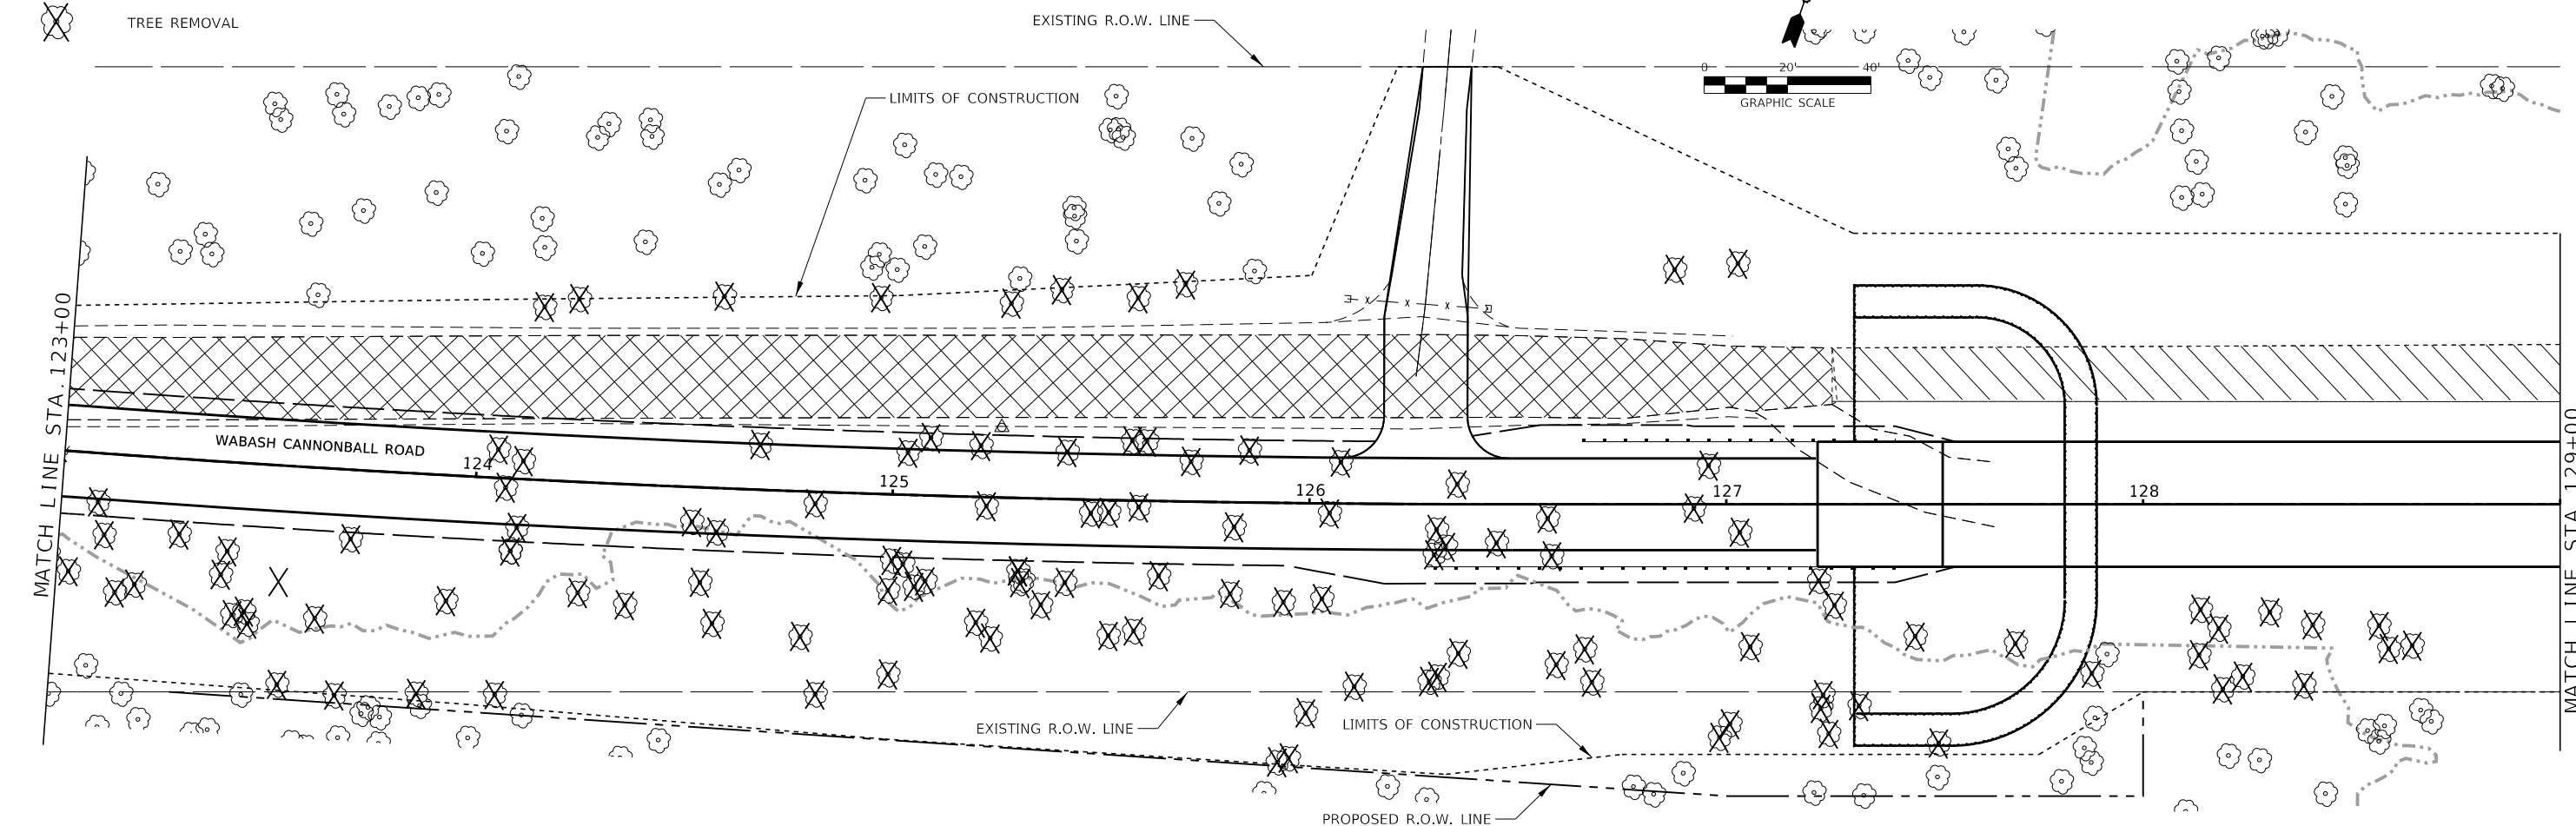 TREE REMOVAL
EXISTING R.O.W. LINE
0 20' 40'
GRAPHIC SCALE
LIMITS OF CONSTRUCTION
x x x
MATCH LINE STA.123+00
WABASH CANNONBALL ROAD
124
125
126
127
128
MATCH LINE STA 129+00
EXISTING R.O.W. LINE
LIMITS OF CONSTRUCTION
PROPOSED R.O.W. LINE